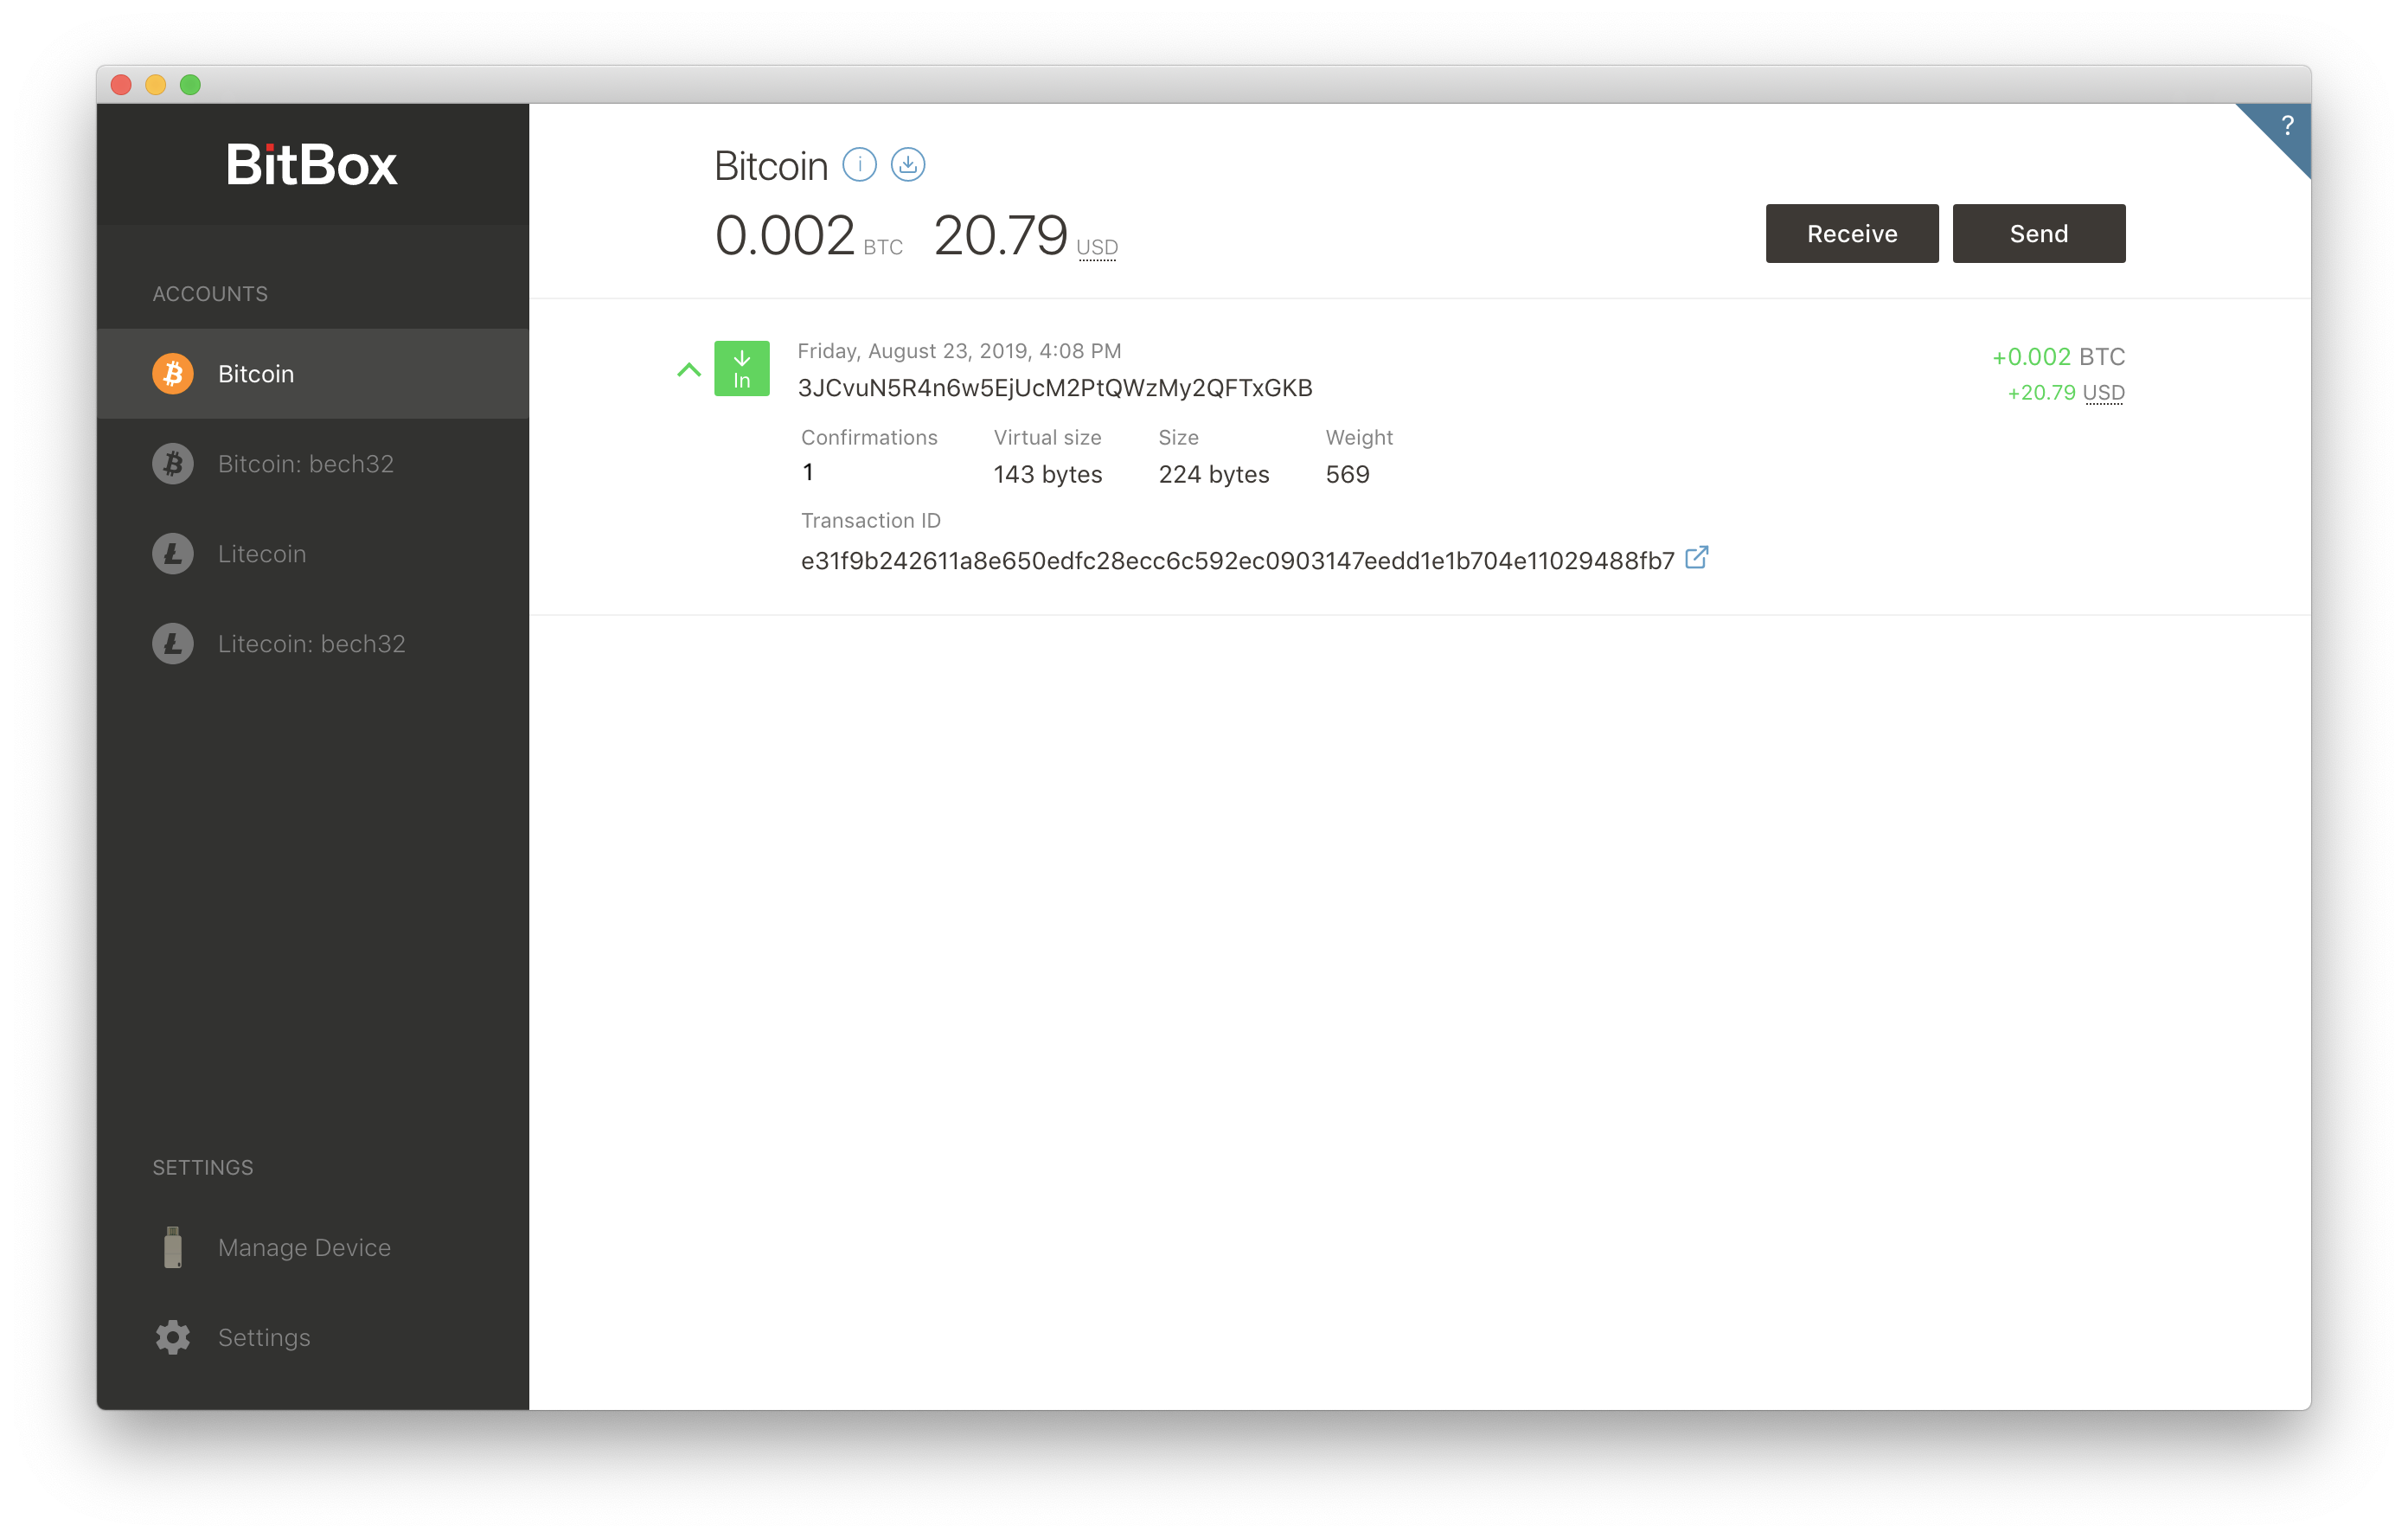 BitBox
ACCOUNTS
Bitcoin
Bitcoin: bech32
Litecoin
Litecoin: bech32
SETTINGS
Manage Device
Settings
?
Bitcoin i
0.002 BTC 20.79 USD
Receive Send
In
Friday, August 23, 2019, 4:08 PM
3JCvuN5R4n6w5EjUcM2PtQWzMy2QFTxGKB
+0.002 BTC
+20.79 USD
Confirmations Virtual size Size Weight
1 143 bytes 224 bytes 569
Transaction ID
e31f9b242611a8e650edfc28ecc6c592ec0903147eedd1e1b704e11029488fb7